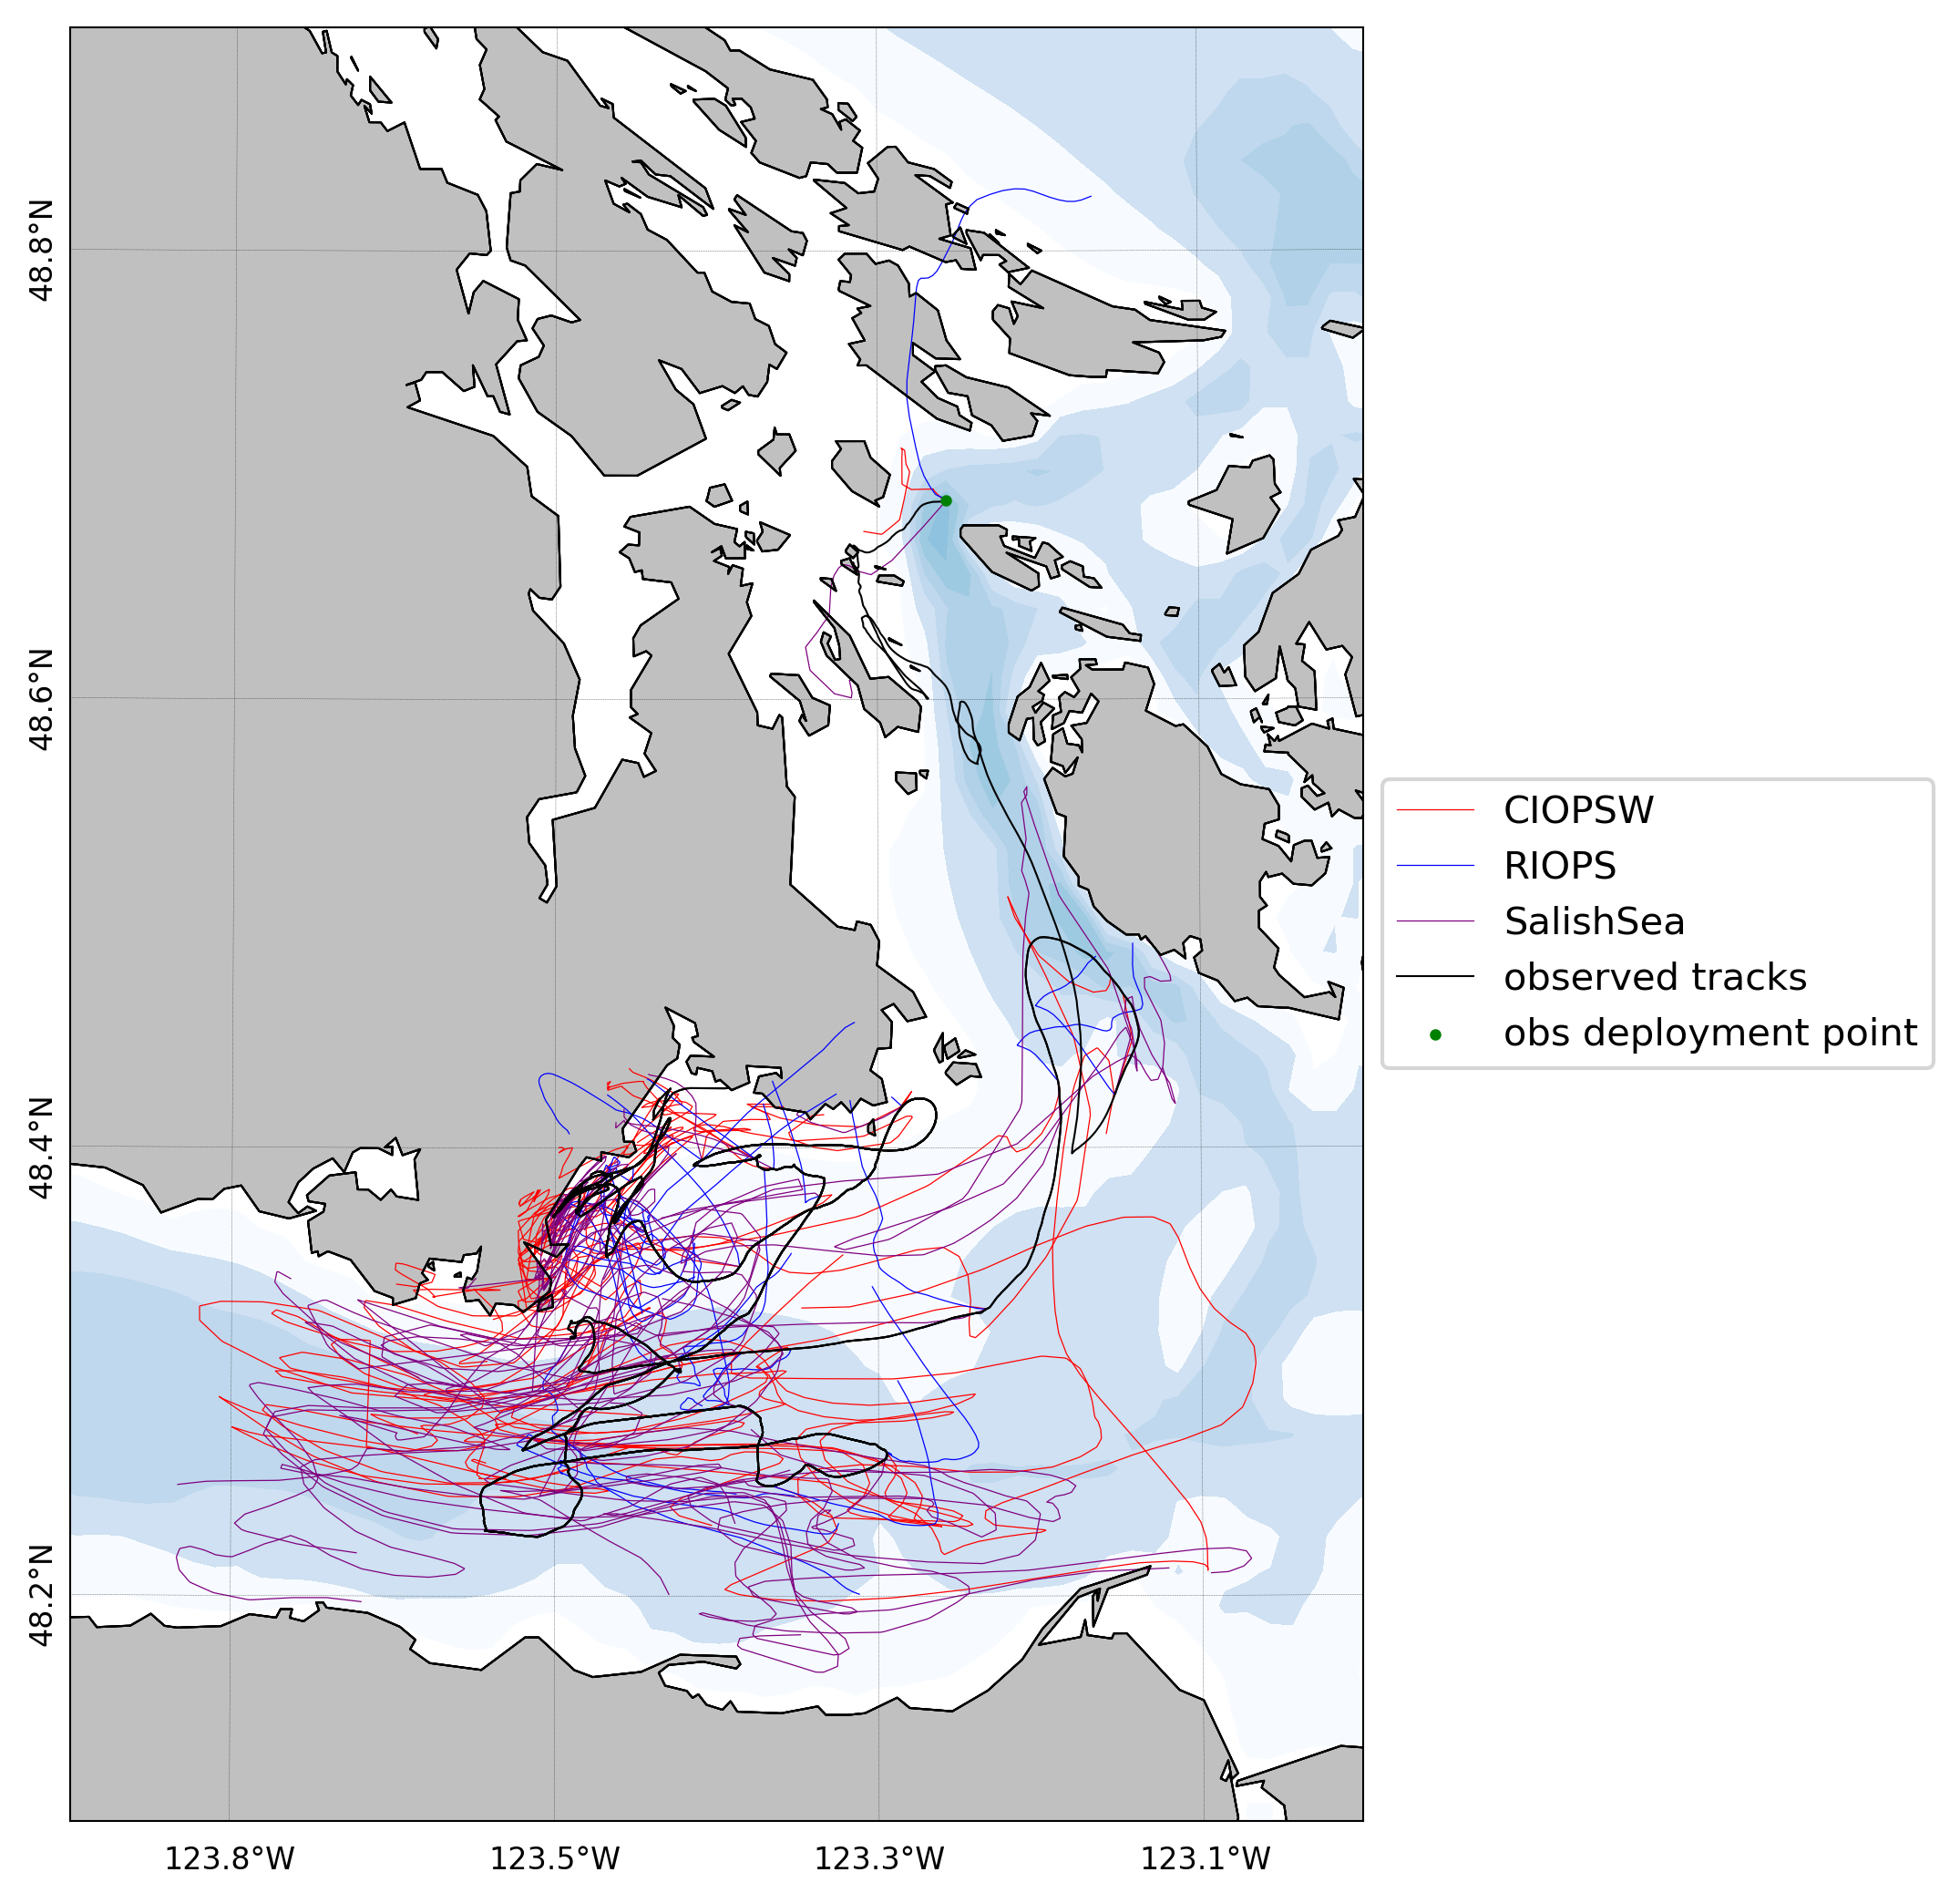 48.8°N
48.6°N
48.4°N
48.2°N
123.8°W
123.5°W
123.3°W
123.1°W
CIOPSW
RIOPS
SalishSea
observed tracks
obs deployment point